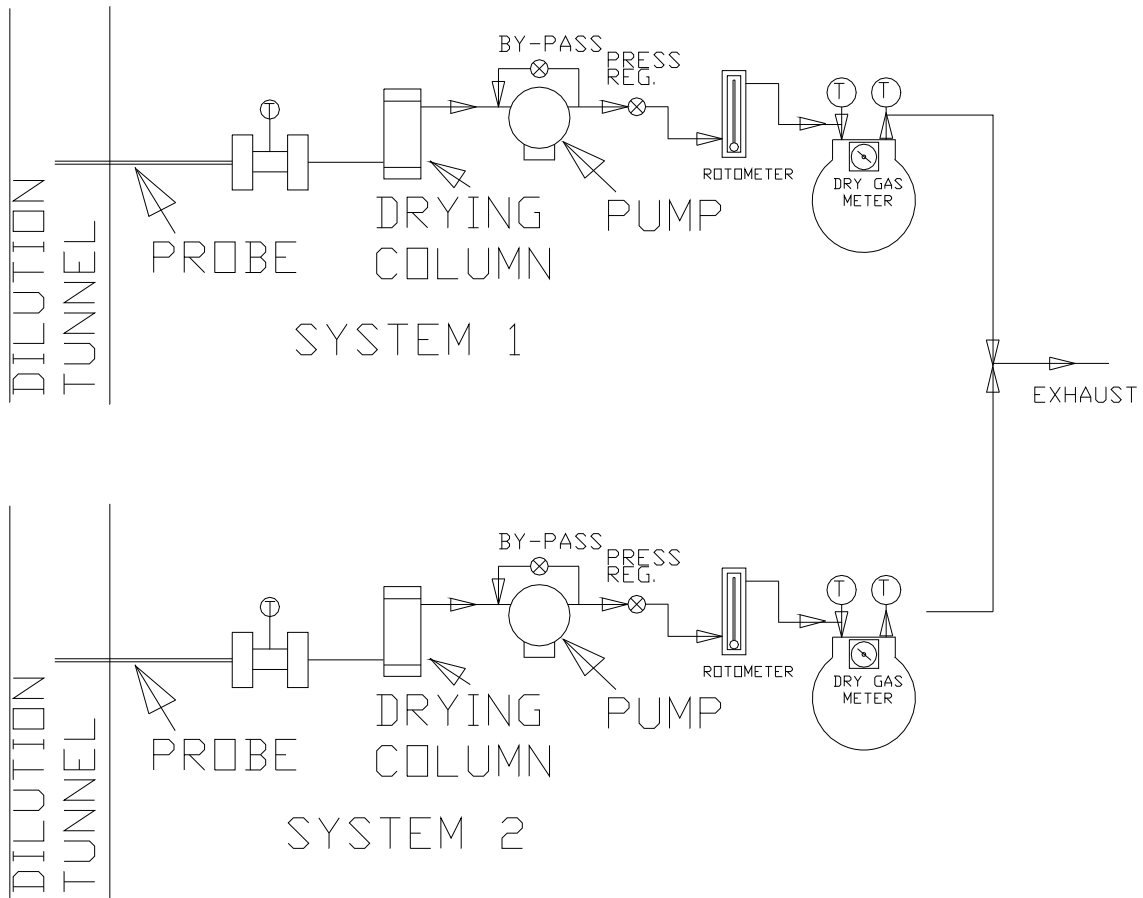 DILUTION
TUNNEL
T
PROBE
DRYING
COLUMN
BY-PASS
PUMP
PRESS
REG.
ROTOMETER
T
T
DRY GAS
METER
SYSTEM 1
EXHAUST
DILUTION
TUNNEL
T
PROBE
DRYING
COLUMN
BY-PASS
PUMP
PRESS
REG.
ROTOMETER
T
T
DRY GAS
METER
SYSTEM 2